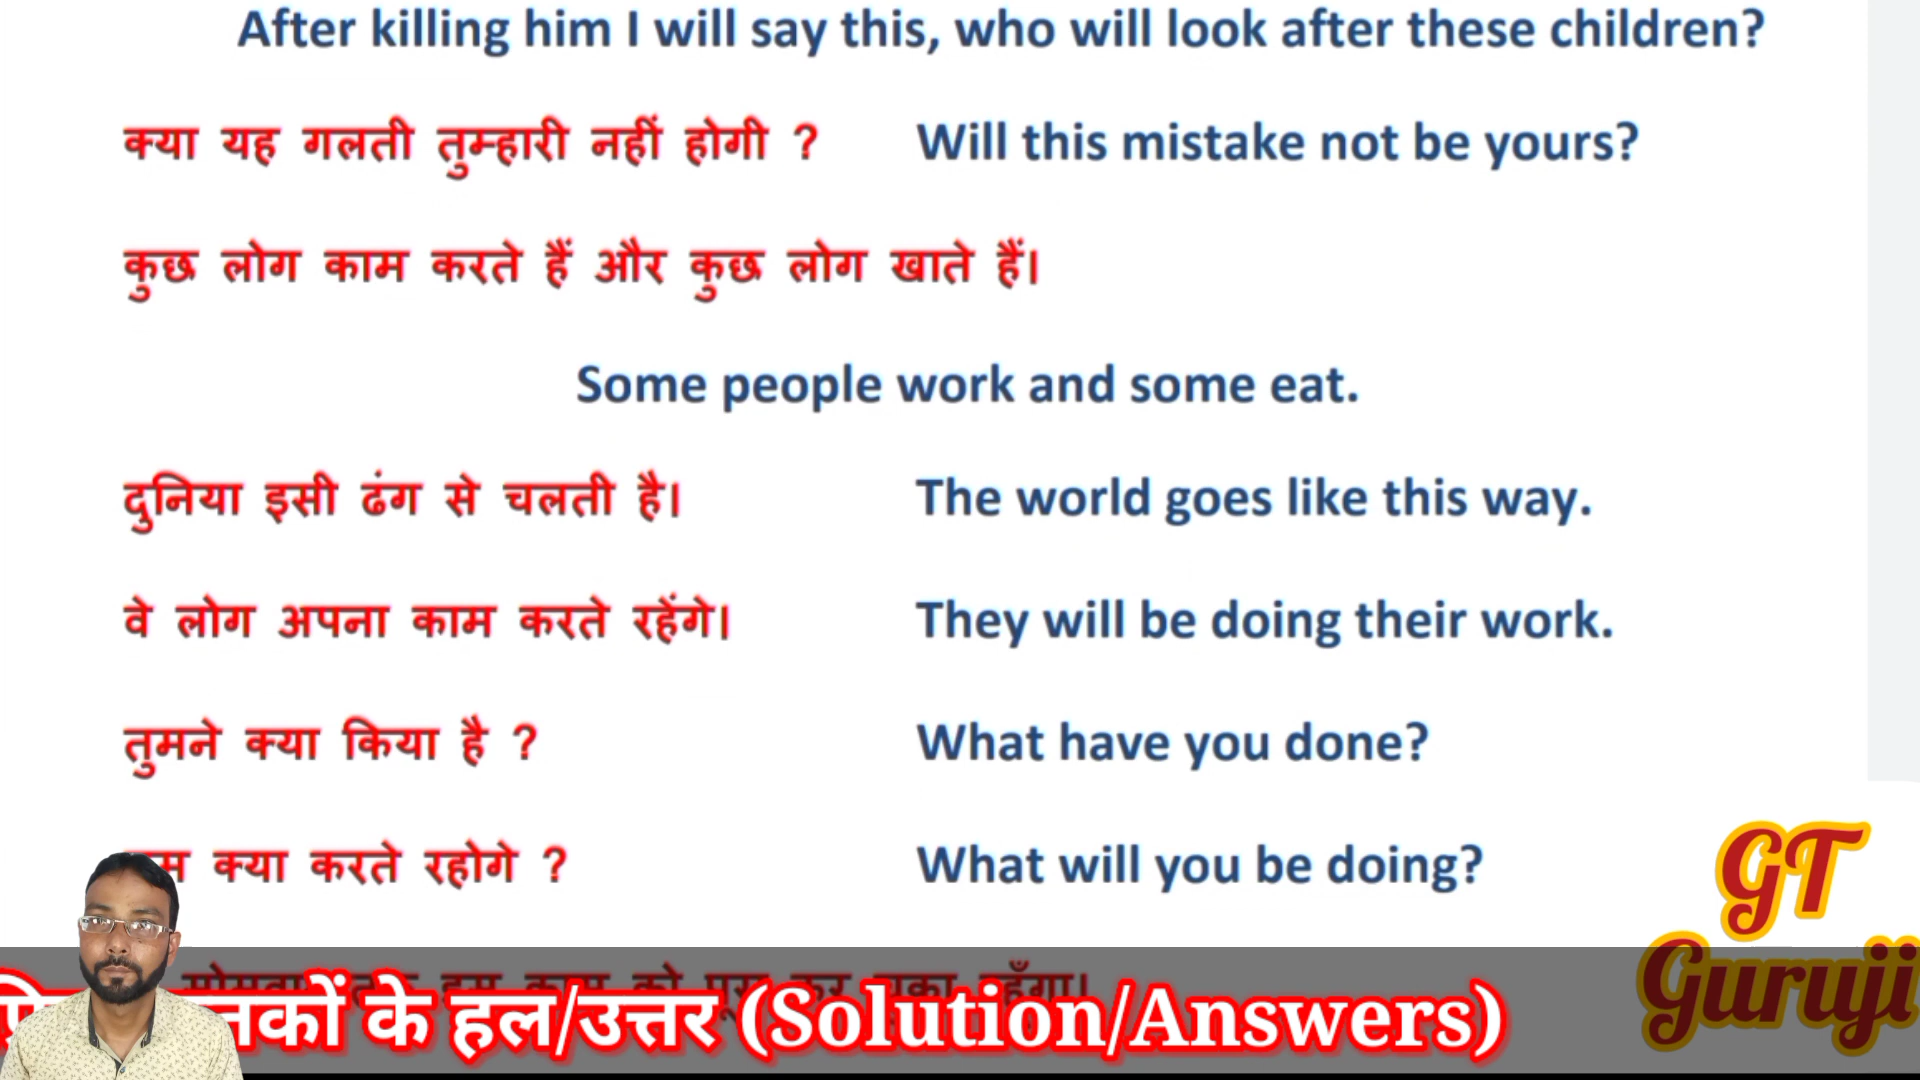 After killing him I will say this, who will look after these children?
क्या यह गलती तुम्हारी नहीं होगी ? Will this mistake not be yours?
कुछ लोग काम करते हैं और कुछ लोग खाते हैं।
Some people work and some eat.
दुनिया इसी ढंग से चलती है। The world goes like this way.
वे लोग अपना काम करते रहेंगे। They will be doing their work.
तुमने क्या किया है ? What have you done?
क्या करते रहोगे ? What will you be doing?
के हल/उत्तर (Solution/Answers)
GT
Guruji